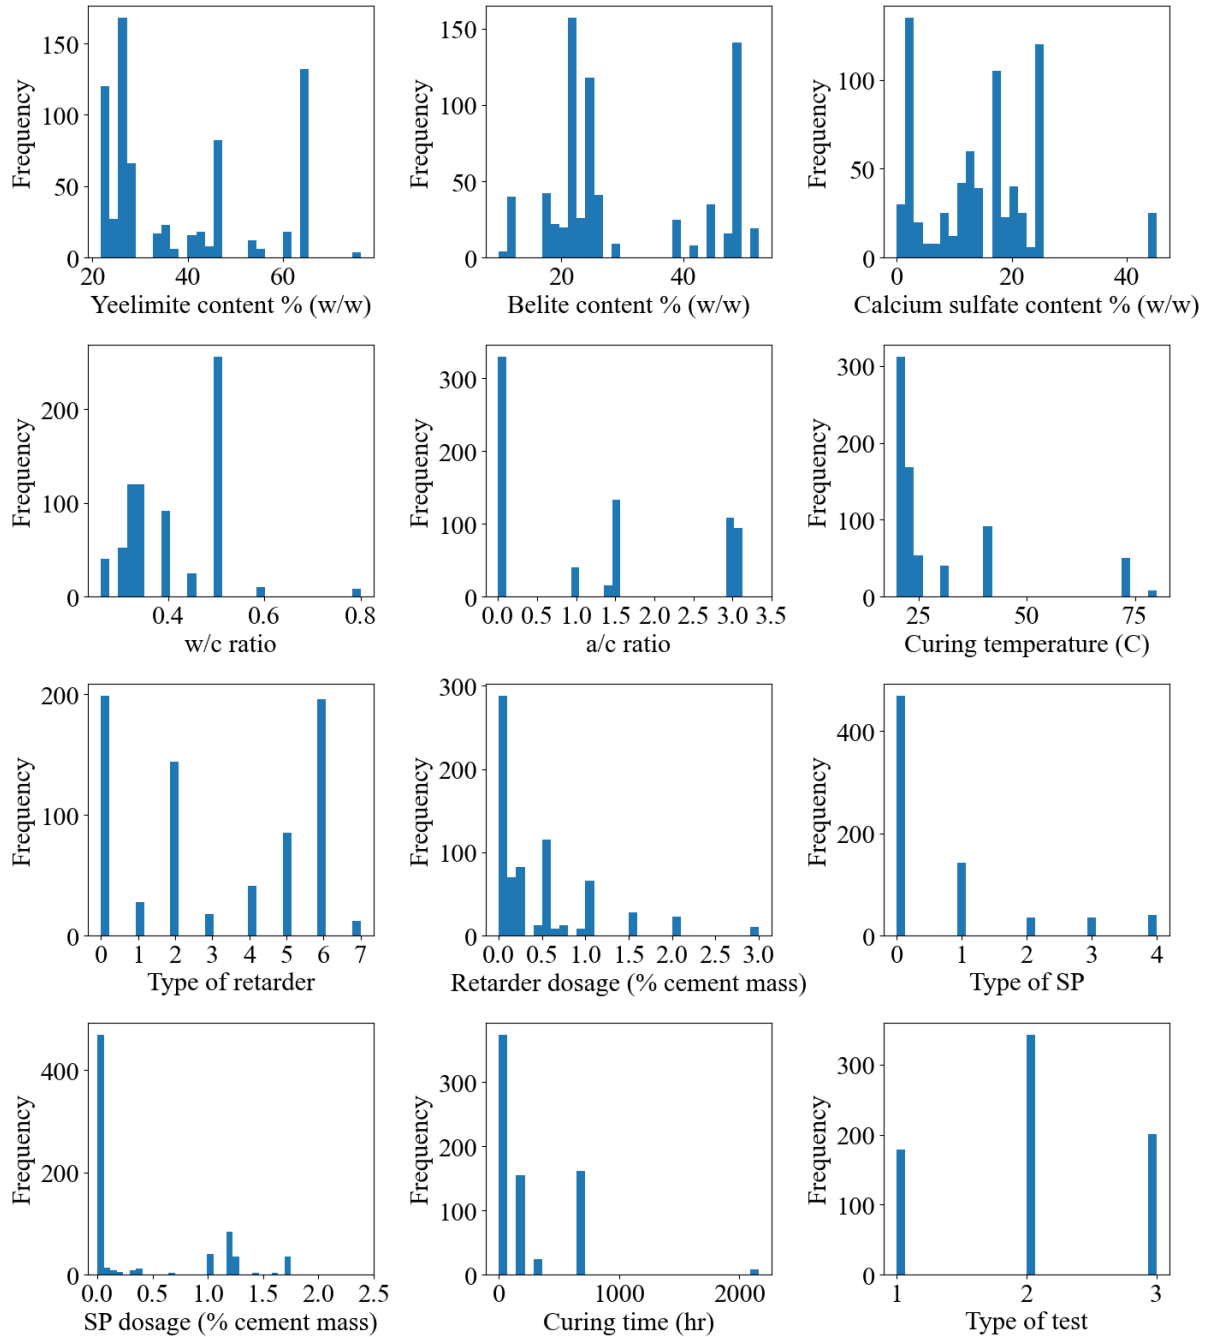 Frequency
150
100
50
0
20 40 60
Yeelimite content % (w/w)
Frequency
150
100
50
0
20 40
Belite content % (w/w)
Frequency
100
50
0
0 20 40
Calcium sulfate content % (w/w)
Frequency
200
100
0
0.4 0.6 0.8
w/c ratio
Frequency
300
200
100
0
0.0 0.5 1.0 1.5 2.0 2.5 3.0 3.5
a/c ratio
Frequency
300
200
100
0
25 50 75
Curing temperature (C)
Frequency
200
100
0
0 1 2 3 4 5 6 7
Type of retarder
Frequency
300
200
100
0
0.0 0.5 1.0 1.5 2.0 2.5 3.0
Retarder dosage (% cement mass)
Frequency
400
200
0
0 1 2 3 4
Type of SP
Frequency
400
200
0
0.0 0.5 1.0 1.5 2.0 2.5
SP dosage (% cement mass)
Frequency
300
200
100
0
0 1000 2000
Curing time (hr)
Frequency
300
200
100
0
1 2 3
Type of test